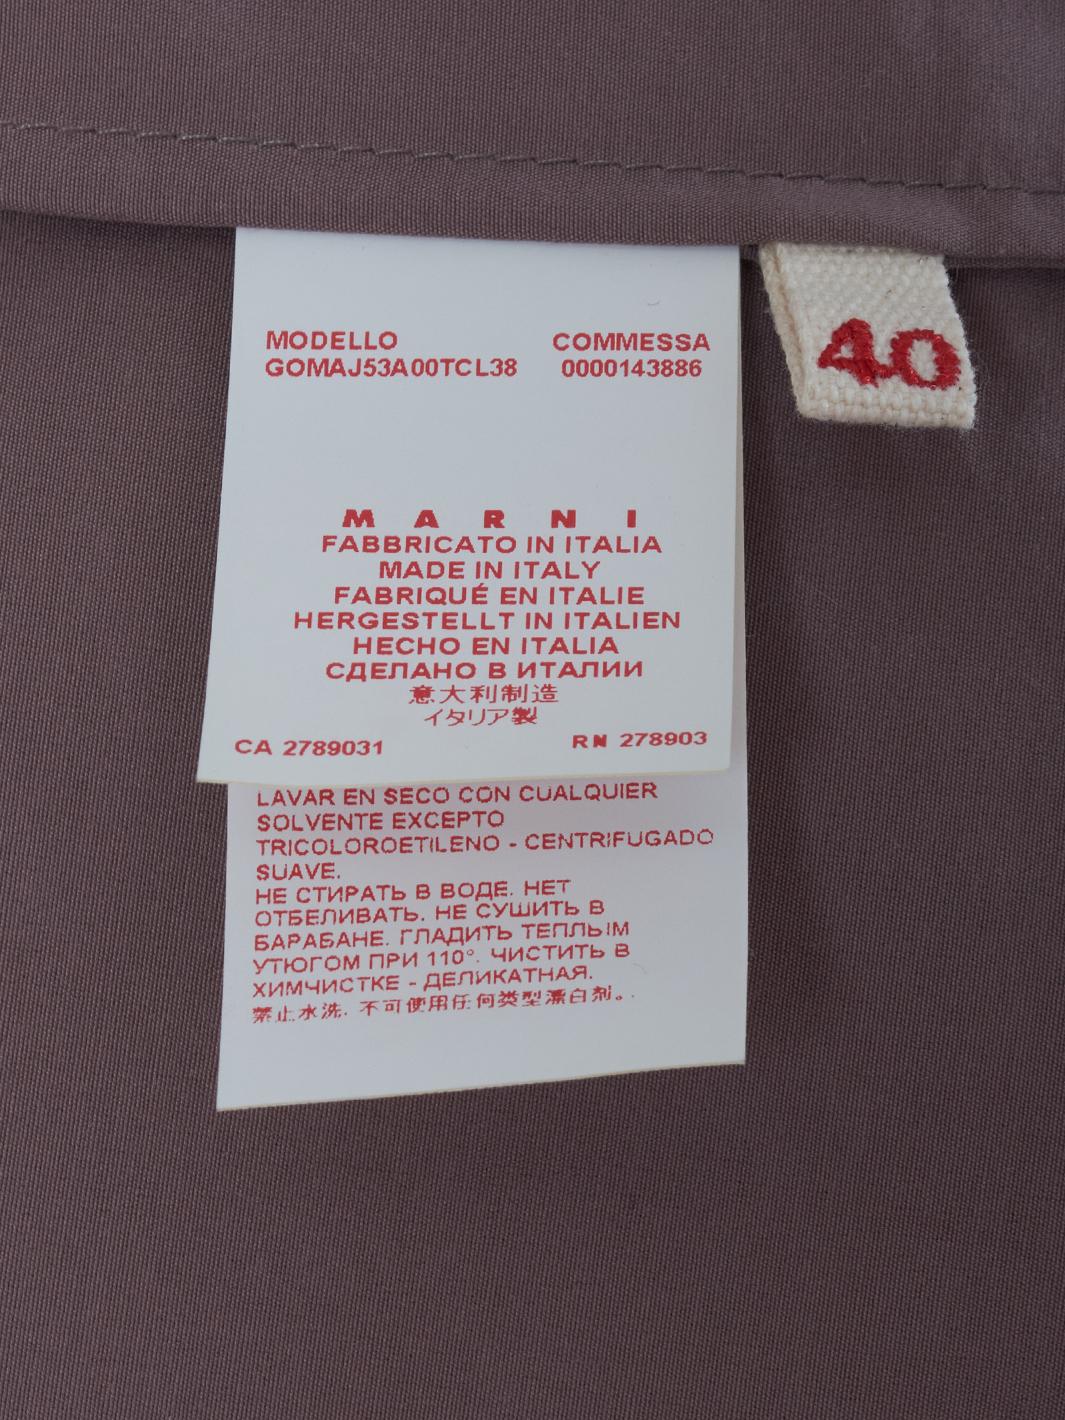 MODELLO COMMESSA
GOMAJ53A00TCL38 0000143886
40
MARNI
FABBRICATO IN ITALIA
MADE IN ITALY
FABRIQUÉ EN ITALIE
HERGESTELLT IN ITALIEN
HECHO EN ITALIA
СДЕЛАНО В ИТАЛИИ
意大利制造
イタリア製
CA 2789031 RN 278903
LAVAR EN SECO CON CUALQUIER
SOLVENTE EXCEPTO
TRICOLOROETILENO - CENTRIFUGADO
SUAVE.
НЕ СТИРАТЬ В ВОДЕ. НЕТ
ОТБЕЛИВАТЬ. НЕ СУШИТЬ В
БАРАБАНЕ. ГЛАДИТЬ ТЕПЛЫМ
УТЮГОМ ПРИ 110°. ЧИСТИТЬ В
ХИМЧИСТКЕ - ДЕЛИКАТНАЯ.
禁止水洗. 不可使用任何类型漂白剂。.